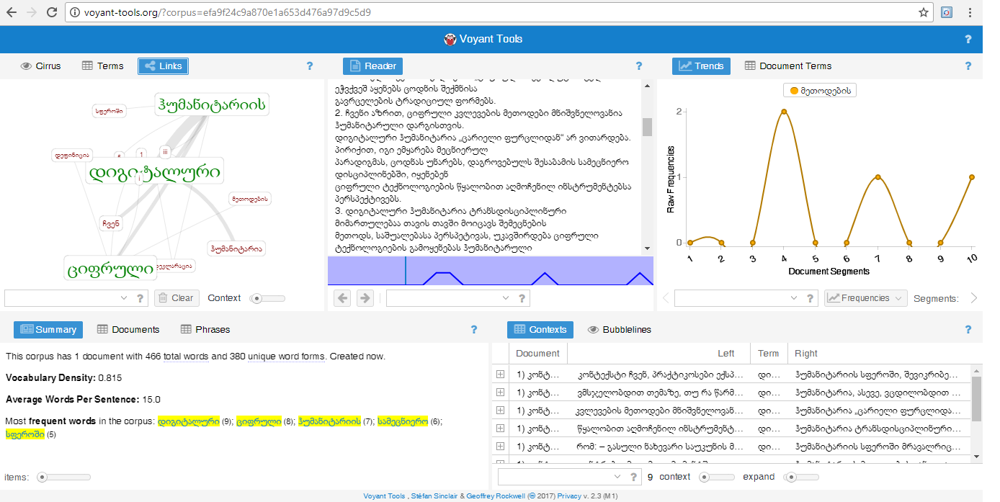 voyant-tools.org/?corpus=efa9f24c9a870e1a653d476a97d9c5d9
Voyant Tools ?
Cirrus Terms Links ?
სფეროში
ჰუმანიტარიის
დეფინიცია
1
iii
დიგიტალური
i
მეთოდების
ჩვენ
ჰუმანიტარია
ციფრული
? Clear Context
Reader ?
ეჭვქვეშ აყენებს ცოდნის შექმნისა
გავრცელების ტრადიციულ ფორმებს.
2. ჩვენი აზრით, ციფრული კვლევების მეთოდები მნიშვნელოვანია
ჰუმანიტარული დარგისთვის.
დიგიტალური ჰუმანიტარია „ცარიელი ფურცლიდან“ არ ვითარდება.
პირიქით, იგი ემყარება მეცნიერულ
პარადიგმას, ცოდნას უნარებს, დაგროვებულს შესაბამის სამეცნიერო
დისციპლინებში, იყენებენ
ციფრული ტექნოლოგიების წყალობით აღმოჩენილ ინსტრუმენტებსა
პერსპექტივებს.
3. დიგიტალური ჰუმანიტარია ტრანსდისციპლინური
მიმართულებაა თავის თავში მოიცავს შემეცნების
მეთოდს, საშუალებასა პერსპექტივას, უკავშირდება ციფრული
ტექნოლოგიების გამოყენებას ჰუმანიტარული
?
Trends Document Terms ?
მეთოდების
2
1
0
Raw Frequencies
1 2 3 4 5 6 7 8 9 10
Document Segments
? Frequencies Segments:
Summary Documents Phrases ?
This corpus has 1 document with 466 total words and 380 unique word forms. Created now.
Vocabulary Density: 0.815
Average Words Per Sentence: 15.0
Most frequent words in the corpus: დიგიტალური (9); ციფრული (8); ჰუმანიტარიის (7); სამეცნიერო (6);
სფეროში (5)
items:
Contexts Bubblelines ?
Document Left Term Right
1) კონტ... კონტექსტი ჩვენ, პრაქტიკოსები ექსპ... დი... ჰუმანიტარიის სფეროში, შევიკრიბე...
1) კონტ... ვმსჯელობდით თემაზე, თუ რა წარმ... დი... ჰუმანიტარია, ასევე, ვცდილობდით ...
1) კონტ... კვლევების მეთოდები მნიშვნელოვან... დი... ჰუმანიტარია „ცარიელი ფურცლიდა...
1) კონტ... წყალობით აღმოჩენილ ინსტრუმენტ... დი... ჰუმანიტარია ტრანსდისციპლინური...
1) კონტ... რომ: – გასული ნახევარი საუკუნის მ... დი... ჰუმანიტარიის სფეროში მრავალრიც...
? 9 context expand
Voyant Tools , Stéfan Sinclair & Geoffrey Rockwell (© 2017) Privacy v. 2.3 (M1)